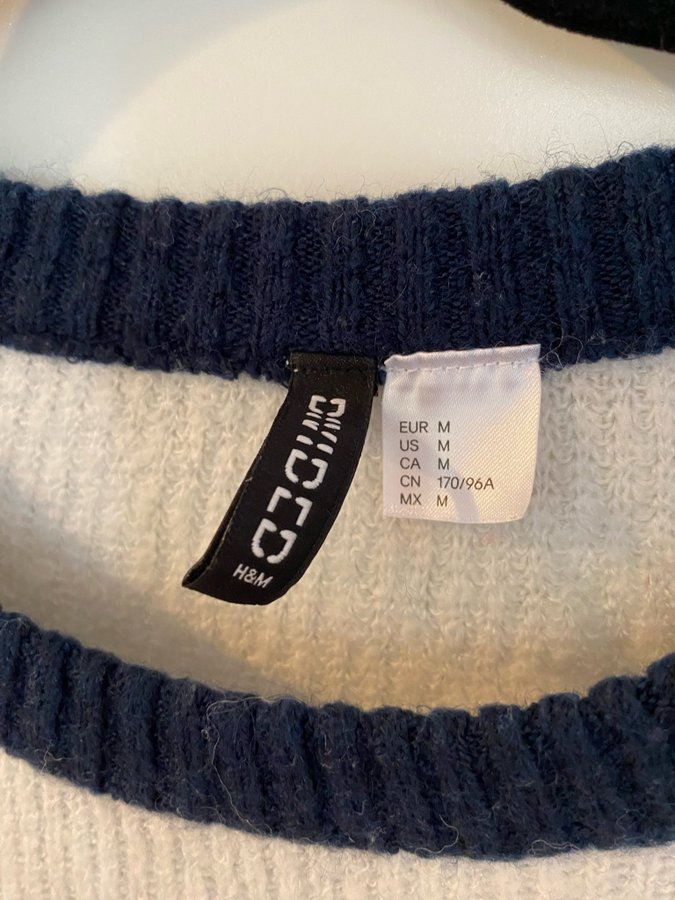 DIVIDED
H&M
EUR M
US M
CA M
CN 170/96A
MX M